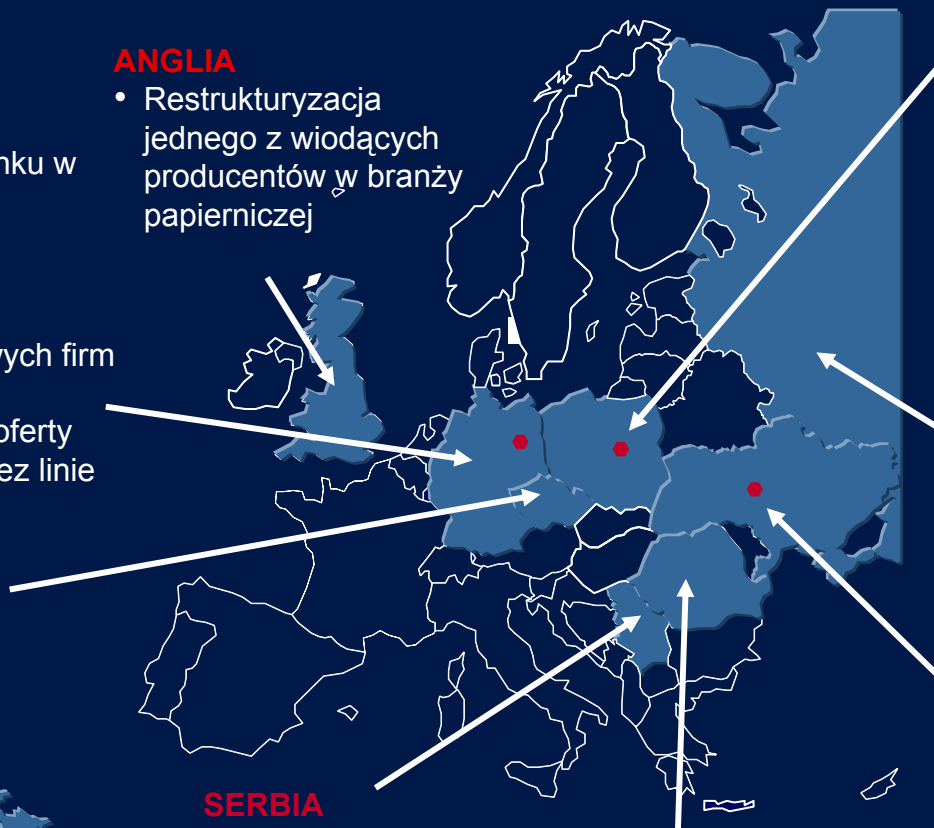 ANGLIA
• Restrukturyzacja
jednego z wiodących
producentów w branży
papierniczej
nku w
ych firm
oferty
ez linie
SERBIA